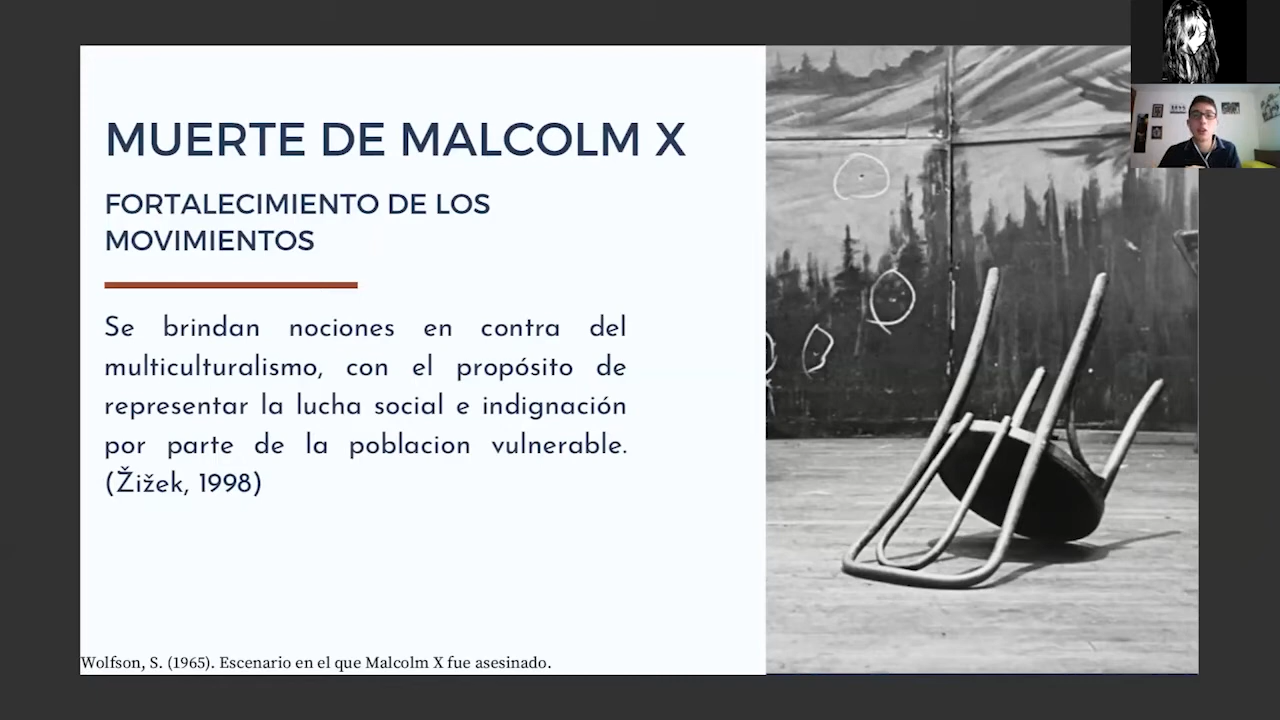 MUERTE DE MALCOLM X
FORTALECIMIENTO DE LOS
MOVIMIENTOS
Se brindan nociones en contra del
multiculturalismo, con el propósito de
representar la lucha social e indignación
por parte de la poblacion vulnerable.
(Žižek, 1998)
Wolfson, S. (1965). Escenario en el que Malcolm X fue asesinado.